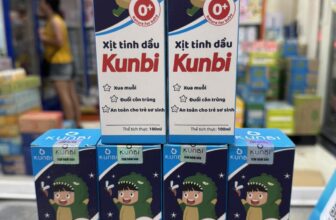 0+
0+
Xịt tinh dầu
Kunbi
• Xua muỗi
• Đuổi côn trùng
• An toàn cho trẻ sơ sinh
Thể tích thực: 100ml
Xịt tinh dầu
Kunbi
• Xua muỗi
• Đuổi côn trùng
• An toàn cho trẻ sơ sinh
Thể tích thực: 100ml
KUNBI
KUNBI
KUNBI
KUNBI